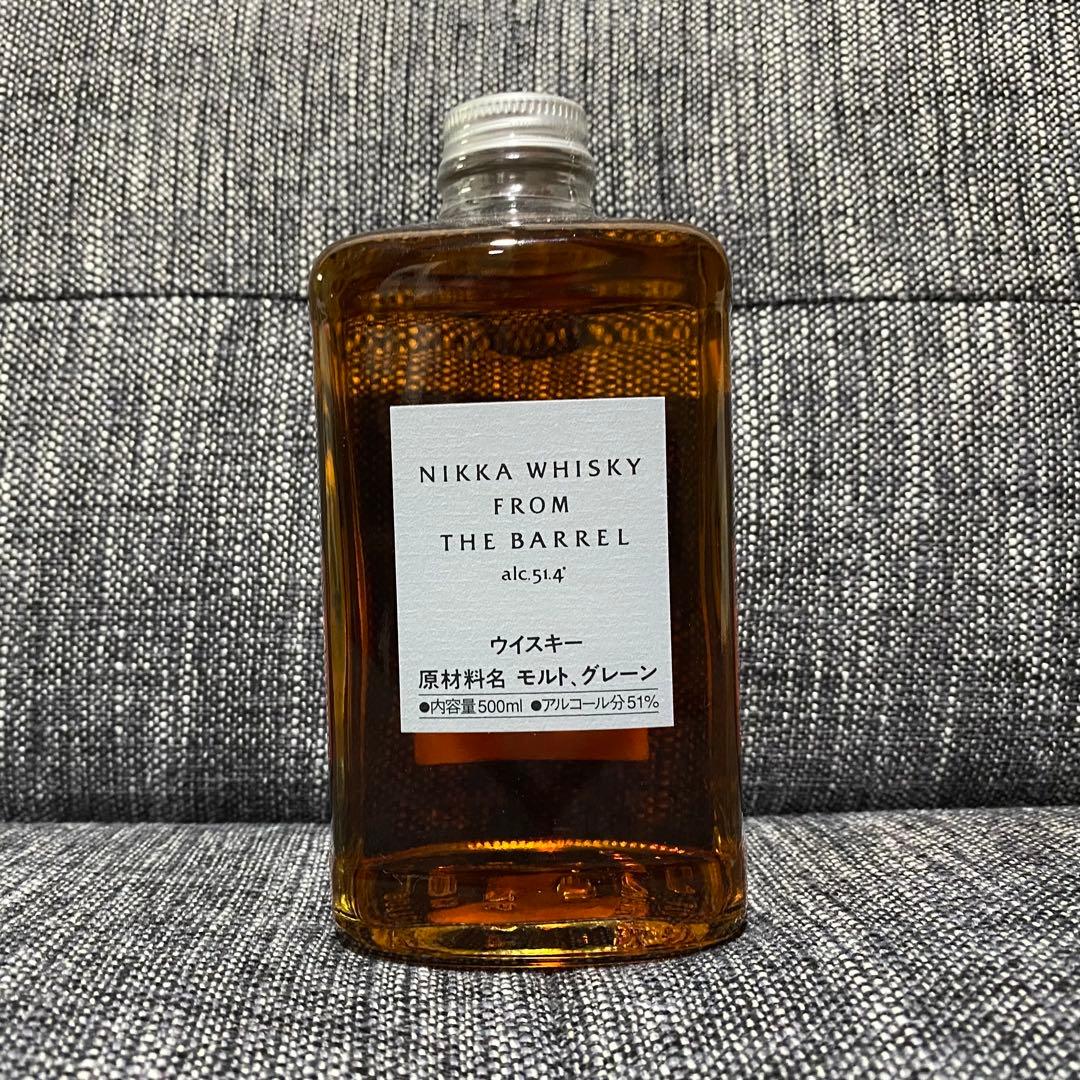 NIKKA WHISKY
FROM
THE BARREL
alc.51.4°
ウイスキー
原材料名 モルト、グレーン
●内容量500ml ●アルコール分51%